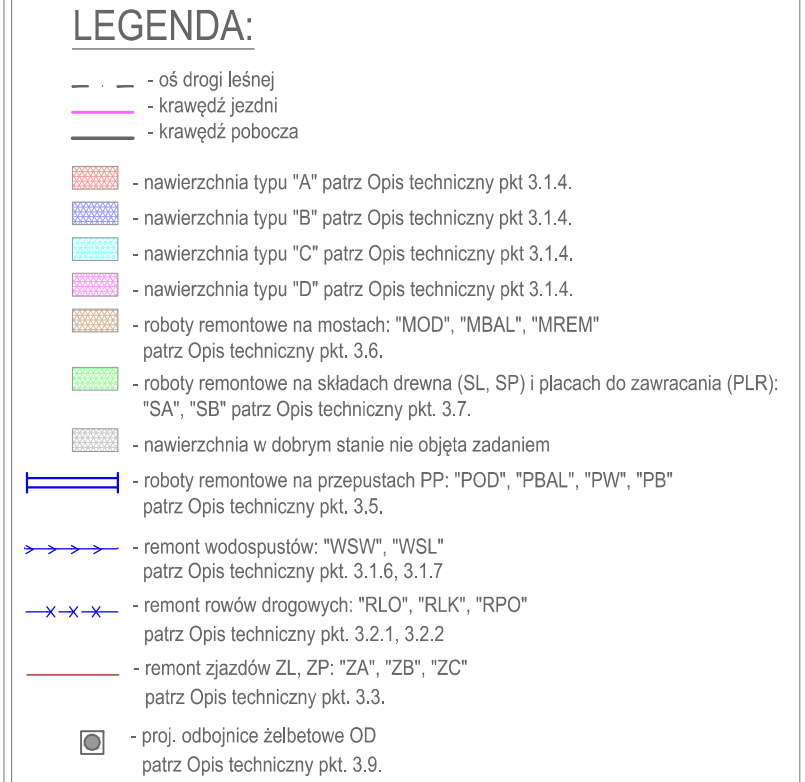 LEGENDA:
- oś drogi leśnej
- krawędź jezdni
- krawędź pobocza
- nawierzchnia typu "A" patrz Opis techniczny pkt 3.1.4.
- nawierzchnia typu "B" patrz Opis techniczny pkt 3.1.4.
- nawierzchnia typu "C" patrz Opis techniczny pkt 3.1.4.
- nawierzchnia typu "D" patrz Opis techniczny pkt 3.1.4.
- roboty remontowe na mostach: "MOD", "MBAL", "MREM"
patrz Opis techniczny pkt. 3.6.
- roboty remontowe na składach drewna (SL, SP) i placach do zawracania (PLR):
"SA", "SB" patrz Opis techniczny pkt. 3.7.
- nawierzchnia w dobrym stanie nie objęta zadaniem
- roboty remontowe na przepustach PP: "POD", "PBAL", "PW", "PB"
patrz Opis techniczny pkt. 3.5.
- remont wodospustów: "WSW", "WSL"
patrz Opis techniczny pkt. 3.1.6, 3.1.7
- remont rowów drogowych: "RLO", "RLK", "RPO"
patrz Opis techniczny pkt. 3.2.1, 3.2.2
- remont zjazdów ZL, ZP: "ZA", "ZB", "ZC"
patrz Opis techniczny pkt. 3.3.
- proj. odbojnice żelbetowe OD
patrz Opis techniczny pkt. 3.9.